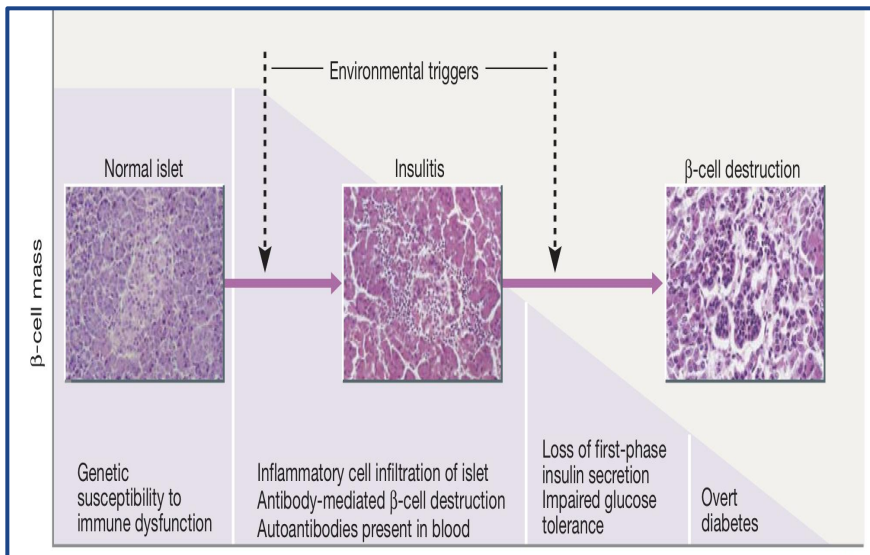 Environmental triggers
Normal islet
Insulitis
β-cell destruction
β-cell mass
Genetic
susceptibility to
immune dysfunction
Inflammatory cell infiltration of islet
Antibody-mediated β-cell destruction
Autoantibodies present in blood
Loss of first-phase
insulin secretion
Impaired glucose
tolerance
Overt
diabetes